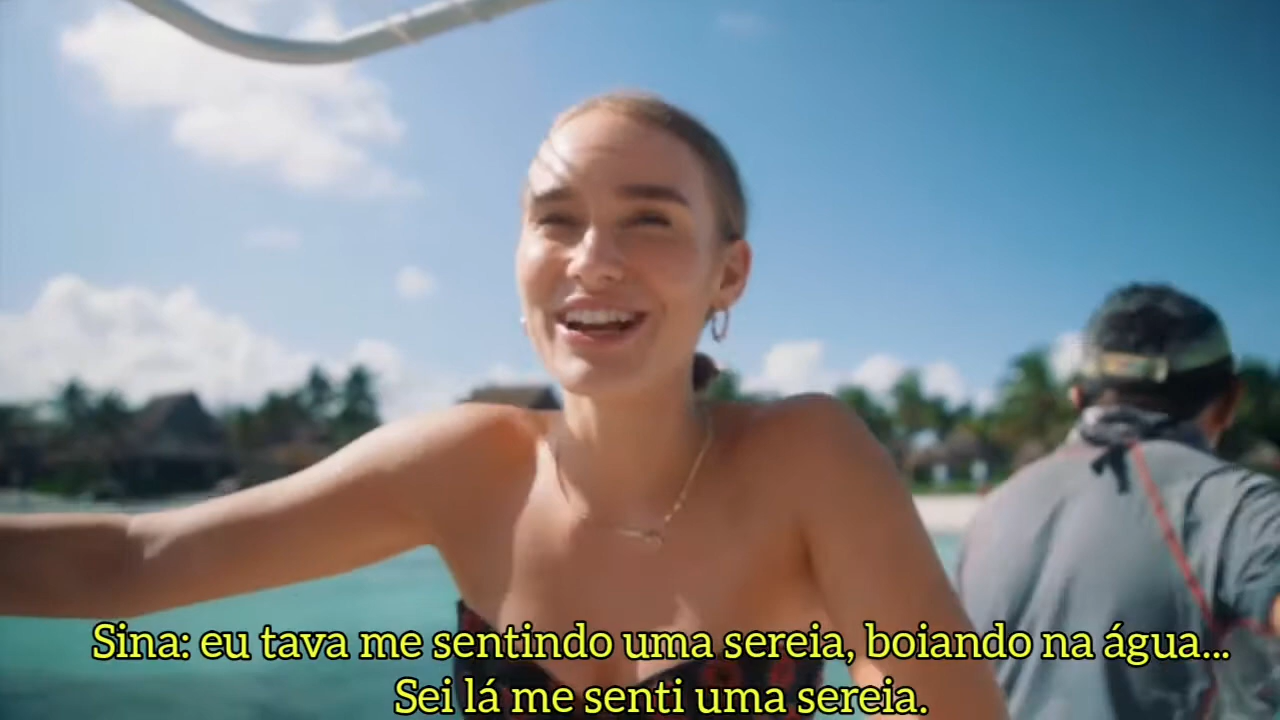 Sina: eu tava me sentindo uma sereia, boiando na água...
Sei lá me senti uma sereia.